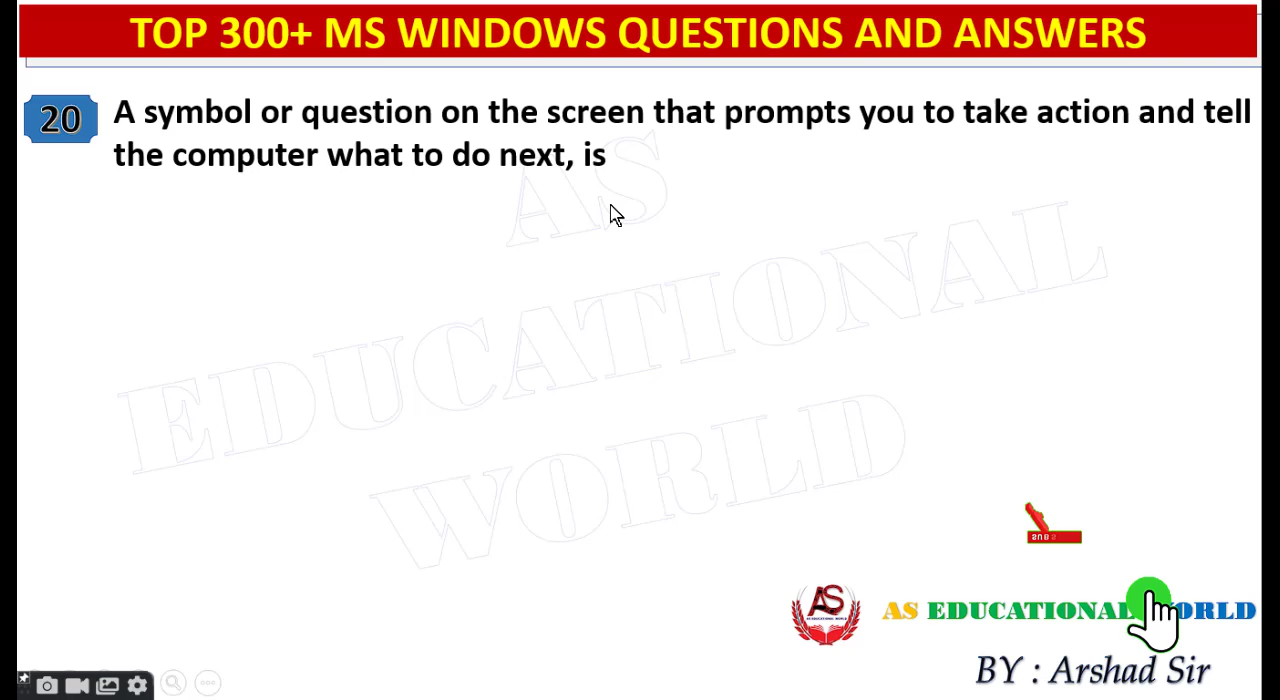 TOP 300+ MS WINDOWS QUESTIONS AND ANSWERS
20
A symbol or question on the screen that prompts you to take action and tell
the computer what to do next, is
AS
EDUCATIONAL
WORLD
AS
AS EDUCATIONAL WORLD
BY : Arshad Sir